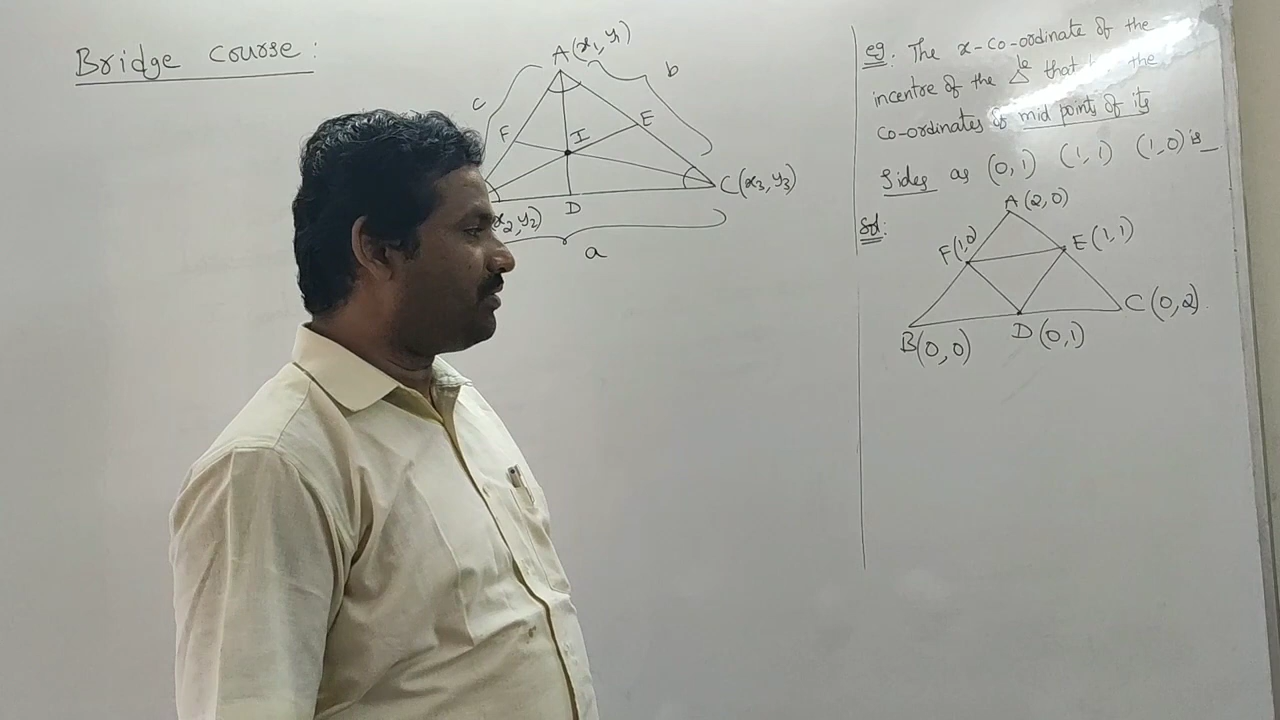 Bridge course:
A(x₁, y₁)
c
b
F
E
I
x₂, y₂)
D
C(x₃, y₃)
a
eg: The x-co-ordinate of the
incentre of the △le that the
co-ordinates of mid points of its
sides as (0,1) (1,1) (1,0) is _
Sol:
A(2,0)
F(1,0)
E(1,1)
B(0,0)
D(0,1)
C(0,2)